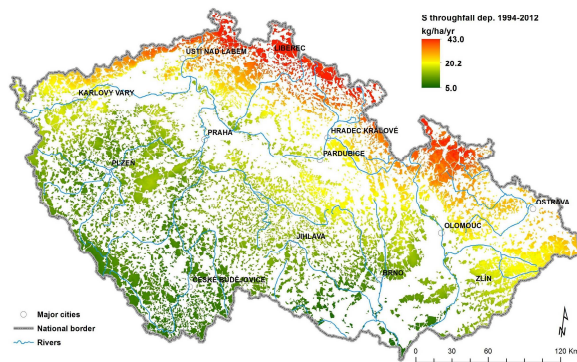 S throughfall dep. 1994-2012
kg/ha/yr
43.0
20.2
5.0
ÚSTÍ NAD LABEM
LIBEREC
KARLOVY VARY
PRAHA
HRADEC KRÁLOVÉ
PARDUBICE
PLZEŇ
OSTRAVA
OLOMOUC
JIHLAVA
BRNO
ZLÍN
ČESKÉ BUDĚJOVICE
Major cities
National border
Rivers
N
0 30 60 120 Km